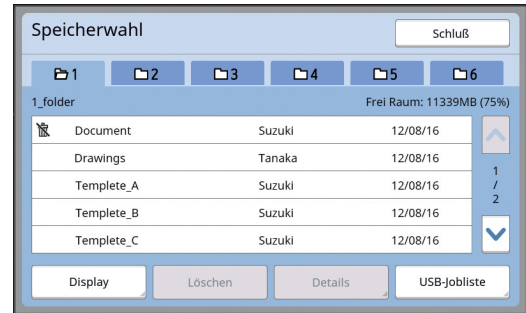 Speicherwahl Schluß
1 2 3 4 5 6
1_folder Frei Raum: 11339MB (75%)
Document Suzuki 12/08/16
Drawings Tanaka 12/08/16
Templete_A Suzuki 12/08/16
Templete_B Suzuki 12/08/16
Templete_C Suzuki 12/08/16
1
/
2
Display Löschen Details USB-Jobliste